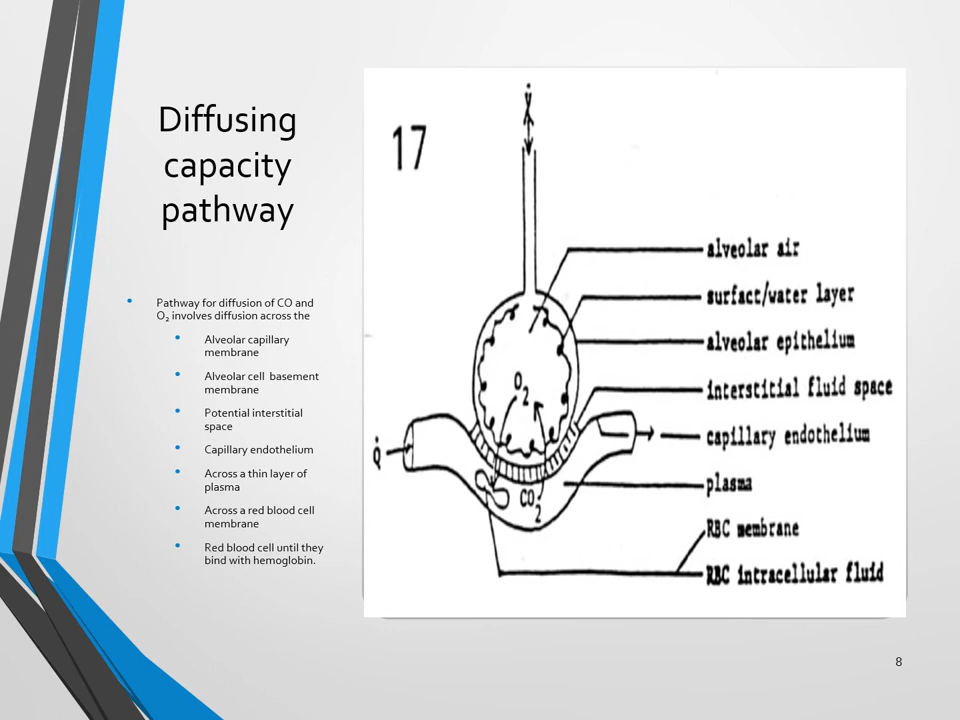 Diffusing
capacity
pathway
• Pathway for diffusion of CO and
O₂ involves diffusion across the
• Alveolar capillary
membrane
• Alveolar cell basement
membrane
• Potential interstitial
space
• Capillary endothelium
• Across a thin layer of
plasma
• Across a red blood cell
membrane
• Red blood cell until they
bind with hemoglobin.
17
V̇
alveolar air
surfact/water layer
alveolar epithelium
interstitial fluid space
capillary endothelium
plasma
RBC membrane
RBC intracellular fluid
O₂
Q̇
CO₂
8